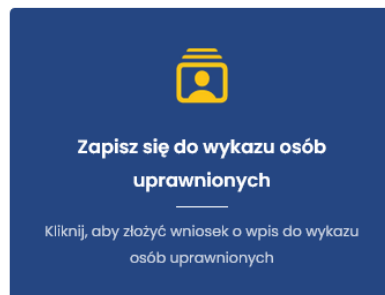 Zapisz się do wykazu osób
uprawnionych
Kliknij, aby złożyć wniosek o wpis do wykazu
osób uprawnionych